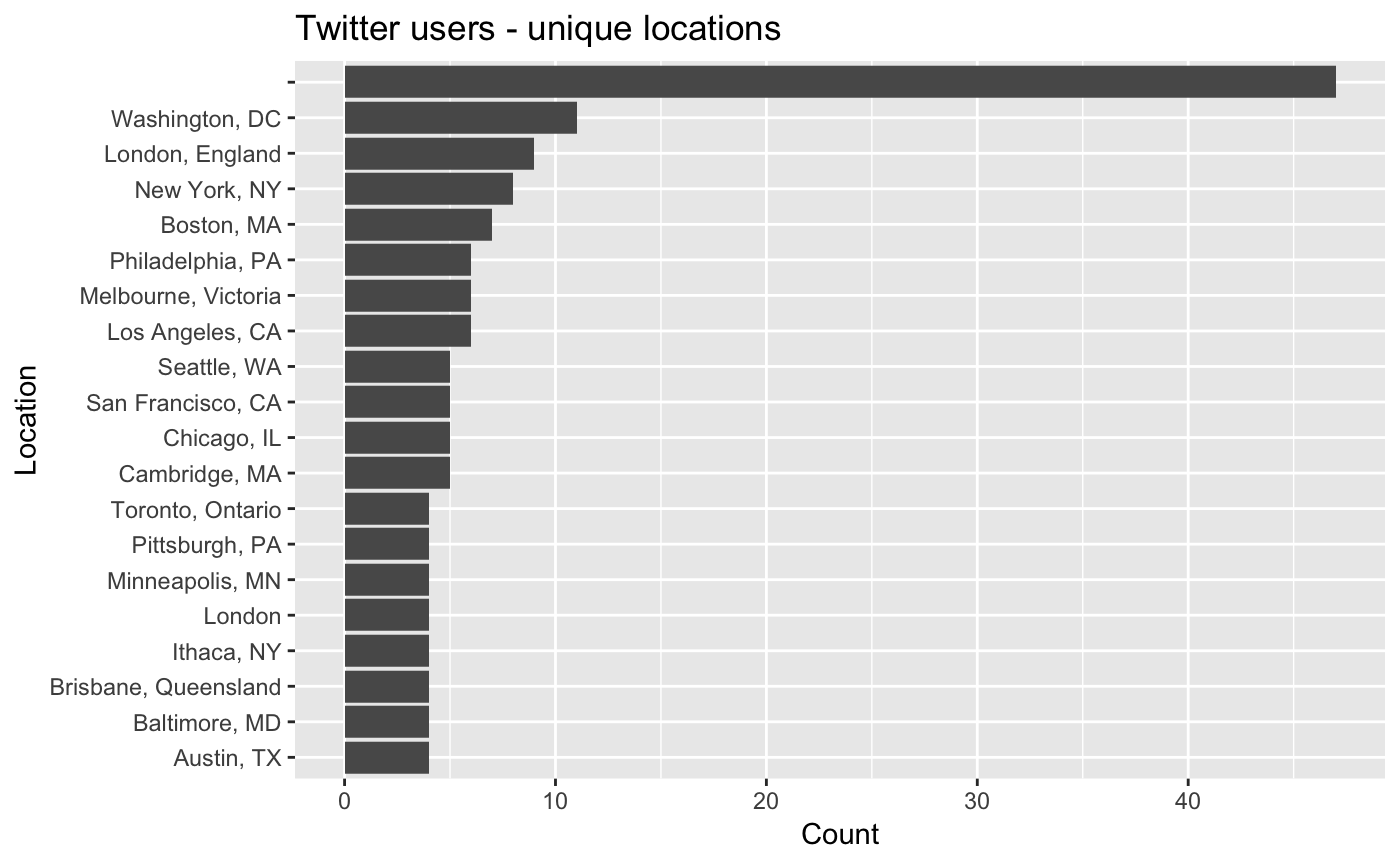 Twitter users - unique locations
Washington, DC
London, England
New York, NY
Boston, MA
Philadelphia, PA
Melbourne, Victoria
Los Angeles, CA
Seattle, WA
San Francisco, CA
Chicago, IL
Cambridge, MA
Toronto, Ontario
Pittsburgh, PA
Minneapolis, MN
London
Ithaca, NY
Brisbane, Queensland
Baltimore, MD
Austin, TX
Location
0 10 20 30 40
Count